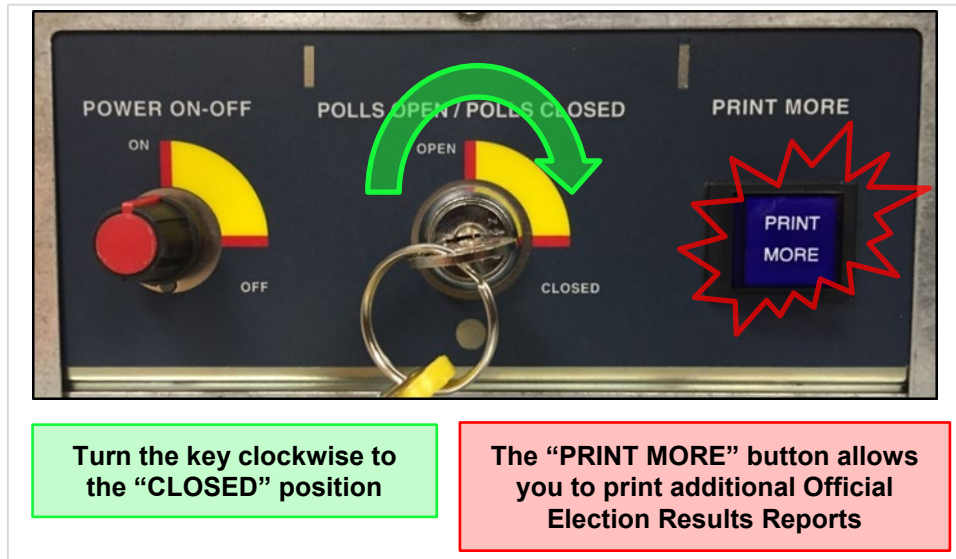 POWER ON-OFF
POLLS OPEN / POLLS CLOSED
PRINT MORE
ON
OPEN
PRINT
MORE
OFF
CLOSED
Turn the key clockwise to
the “CLOSED” position
The “PRINT MORE” button allows
you to print additional Official
Election Results Reports